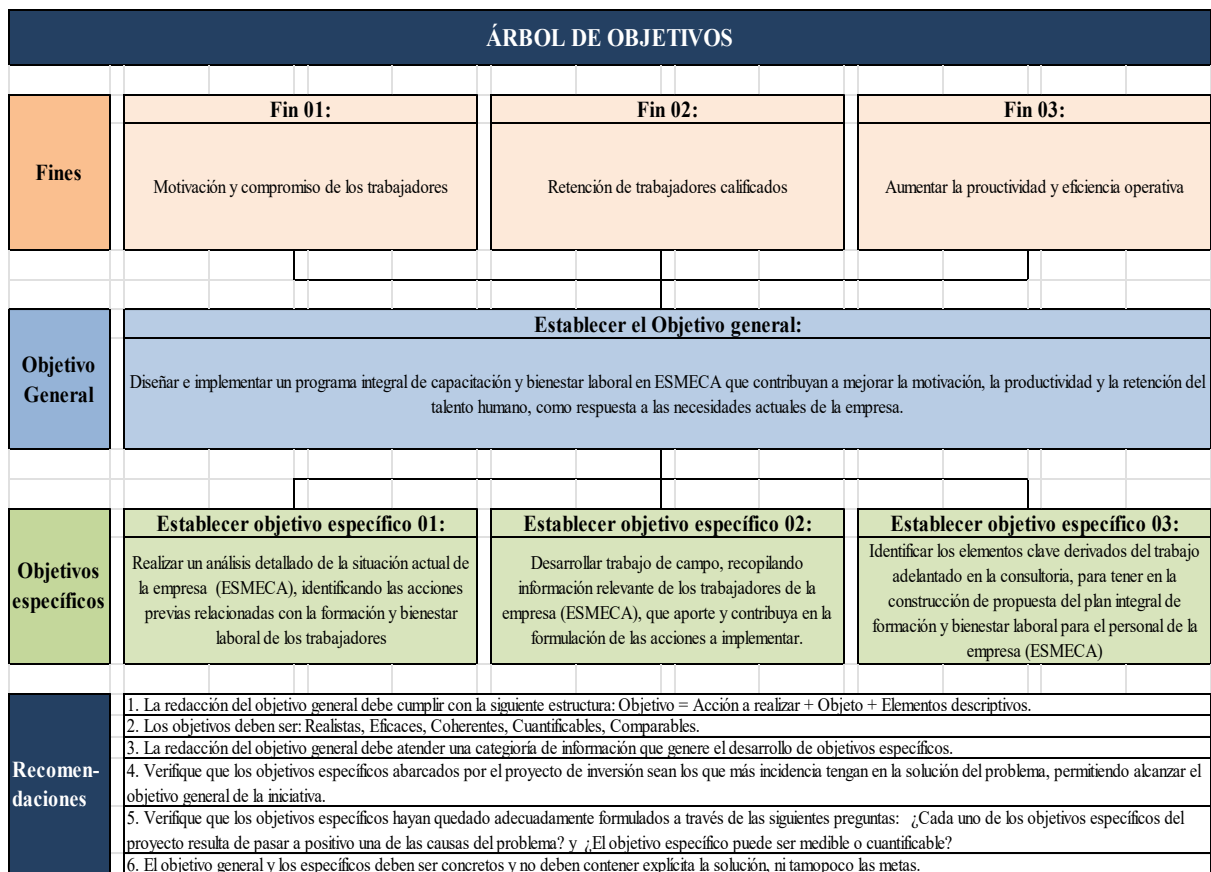 ÁRBOL DE OBJETIVOS
Fines
Fin 01:
Motivación y compromiso de los trabajadores
Fin 02:
Retención de trabajadores calificados
Fin 03:
Aumentar la prouctividad y eficiencia operativa
Objetivo
General
Establecer el Objetivo general:
Diseñar e implementar un programa integral de capacitación y bienestar laboral en ESMECA que contribuyan a mejorar la motivación, la productividad y la retención del
talento humano, como respuesta a las necesidades actuales de la empresa.
Objetivos
específicos
Establecer objetivo específico 01:
Realizar un análisis detallado de la situación actual de
la empresa (ESMECA), identificando las acciones
previas relacionadas con la formación y bienestar
laboral de los trabajadores
Establecer objetivo específico 02:
Desarrollar trabajo de campo, recopilando
información relevante de los trabajadores de la
empresa (ESMECA), que aporte y contribuya en la
formulación de las acciones a implementar.
Establecer objetivo específico 03:
Identificar los elementos clave derivados del trabajo
adelantado en la consultoria, para tener en la
construcción de propuesta del plan integral de
formación y bienestar laboral para el personal de la
empresa (ESMECA)
Recomen-
daciones
1. La redacción del objetivo general debe cumplir con la siguiente estructura: Objetivo = Acción a realizar + Objeto + Elementos descriptivos.
2. Los objetivos deben ser: Realistas, Eficaces, Coherentes, Cuantificables, Comparables.
3. La redacción del objetivo general debe atender una categioría de información que genere el desarrollo de objetivos específicos.
4. Verifique que los objetivos específicos abarcados por el proyecto de inversión sean los que más incidencia tengan en la solución del problema, permitiendo alcanzar el
objetivo general de la iniciativa.
5. Verifique que los objetivos específicos hayan quedado adecuadamente formulados a través de las siguientes preguntas: ¿Cada uno de los objetivos específicos del
proyecto resulta de pasar a positivo una de las causas del problema? y ¿El objetivo específico puede ser medible o cuantificable?
6. El objetivo general y los específicos deben ser concretos y no deben contener explícita la solución, ni tamopoco las metas.